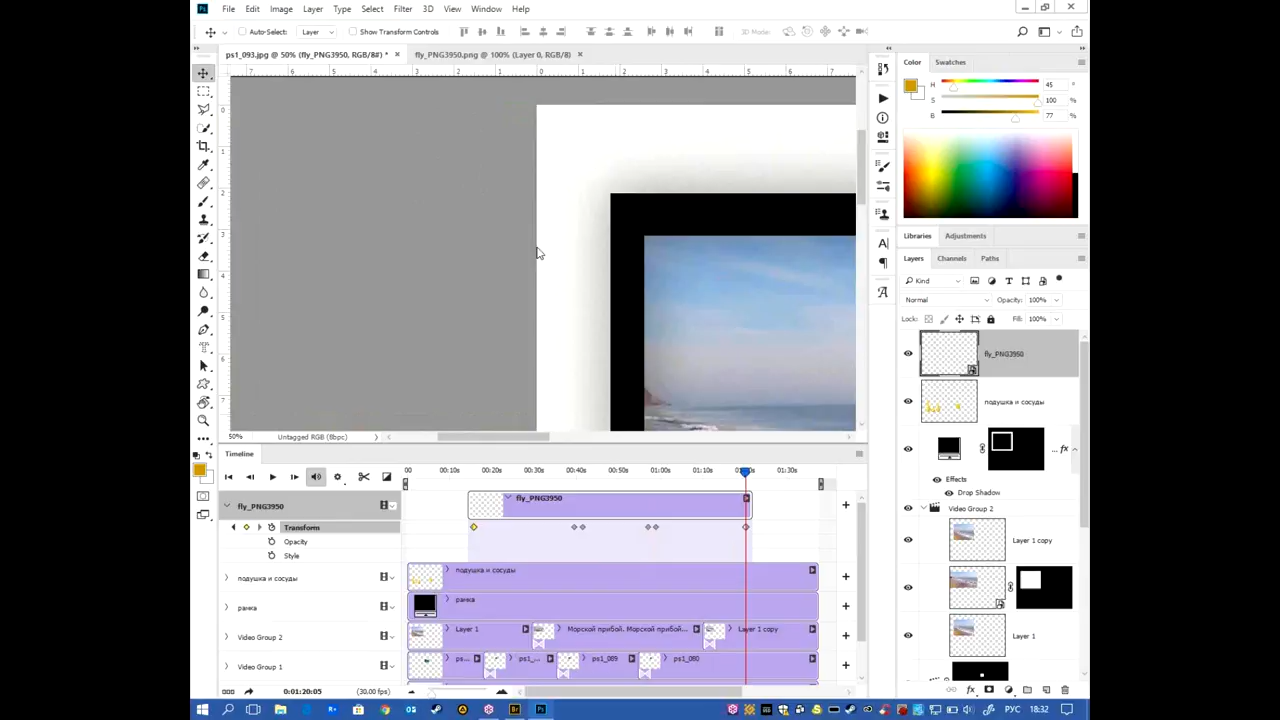 File Edit Image Layer Type Select Filter 3D View Window Help
Auto-Select: Layer Show Transform Controls 3D Mode:
ps1_093.jpg @ 50% (fly_PNG3950, RGB/8#) * × fly_PNG3950.png @ 100% (Layer 0, RGB/8) ×
Color Swatches
H 45 °
S 100 %
B 77 %
Libraries Adjustments
Layers Channels Paths
Kind
Normal Opacity: 100%
Lock: Fill: 100%
fly_PNG3950
подушка и сосуды
... fx
Effects
Drop Shadow
Video Group 2
Layer 1 copy
Layer 1
50% Untagged RGB (8bpc)
Timeline
00 00:10s 00:20s 00:30s 00:40s 00:50s 01:00s 01:10s 01:30s
fly_PNG3950 fly_PNG3950
Transform
Opacity
Style
подушка и сосуды подушка и сосуды
рамка рамка
Video Group 2 Layer 1 Морской прибой. Морской прибой... Layer 1 copy
Video Group 1 ps... ps1_... ps1_089 ps1_080
0:01:20:05 (30.00 fps)
РУС 18:32